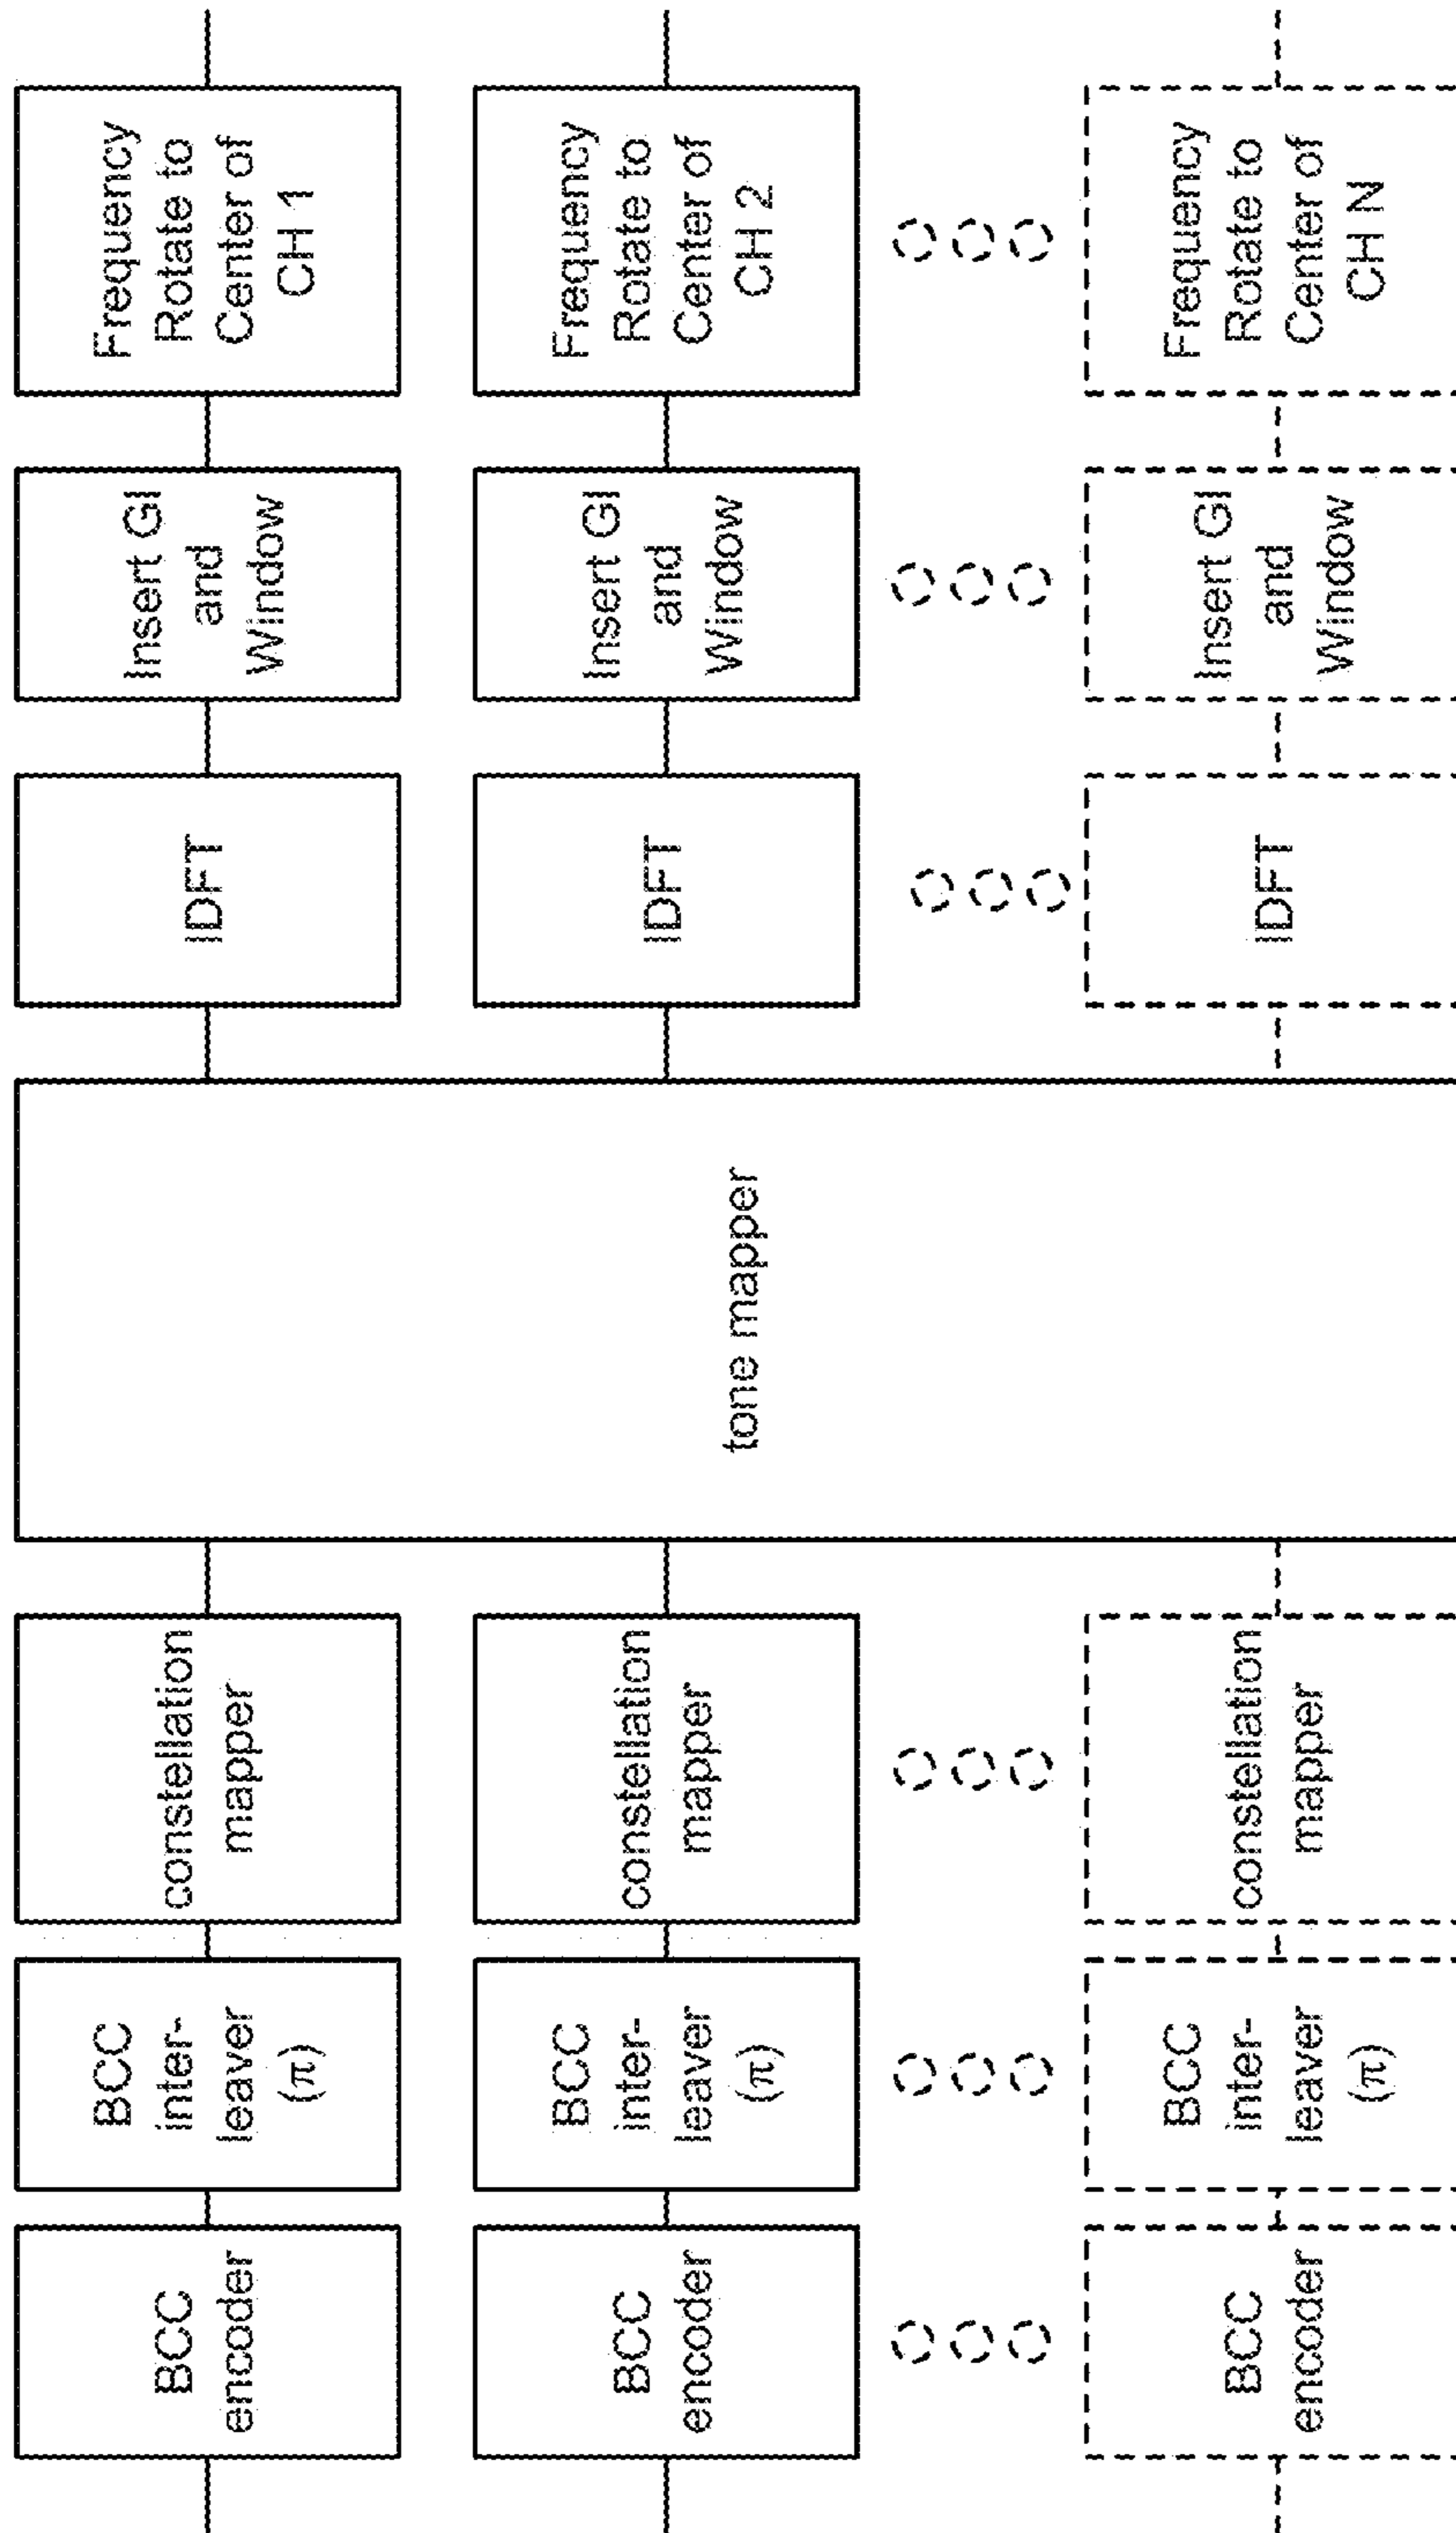 BCC
encoder
BCC
inter-
leaver
(π)
constellation
mapper
tone mapper
IDFT
Insert GI
and
Window
Frequency
Rotate to
Center of
CH 1
BCC
encoder
BCC
inter-
leaver
(π)
constellation
mapper
IDFT
Insert GI
and
Window
Frequency
Rotate to
Center of
CH 2
BCC
encoder
BCC
inter-
leaver
(π)
constellation
mapper
IDFT
Insert GI
and
Window
Frequency
Rotate to
Center of
CH N